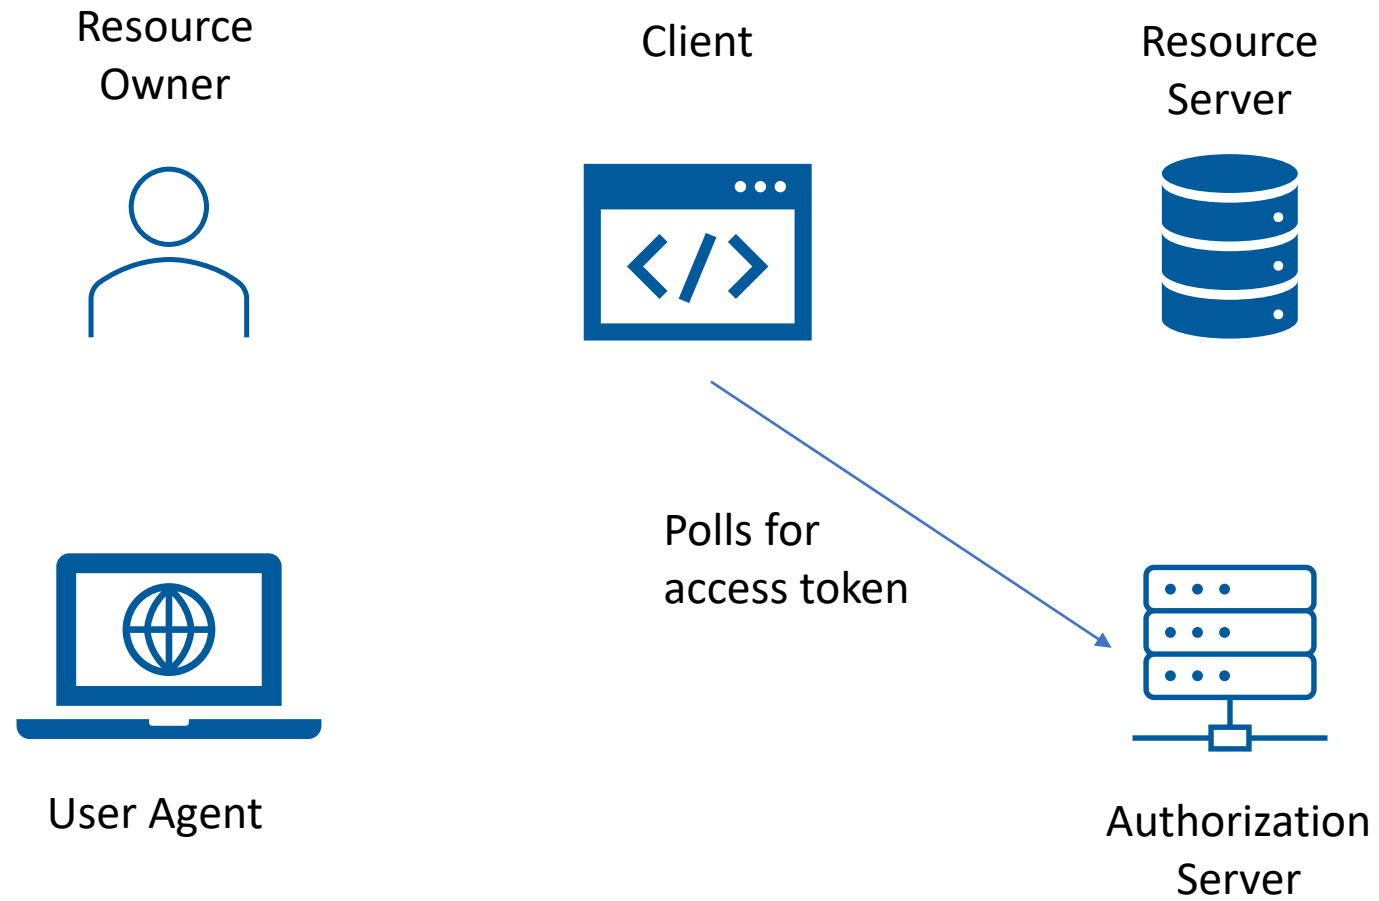 Resource
Owner
Client
Resource
Server
</>
Polls for
access token
User Agent
Authorization
Server